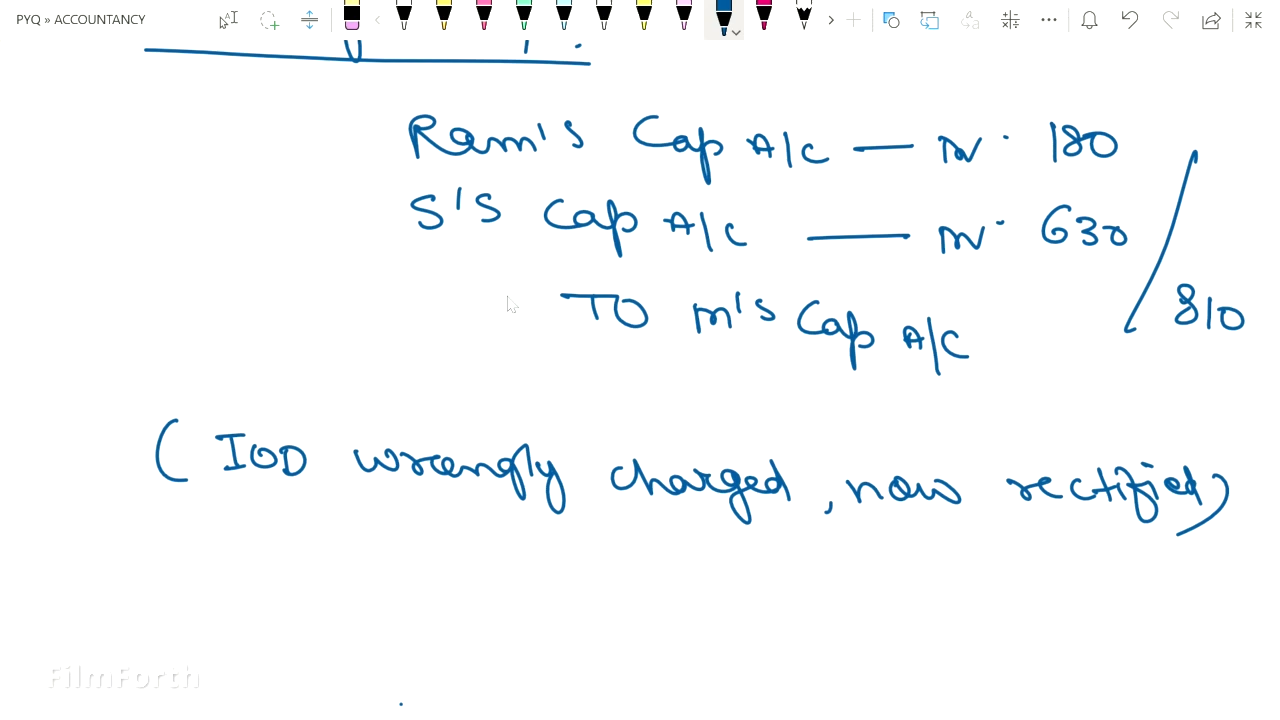 PYQ » ACCOUNTANCY
Ram's Cap A/C — Dr. 180
S's Cap A/C — Dr. 630
TO M's Cap A/C 810
( IOD wrongly charged, now rectified)
FilmForth